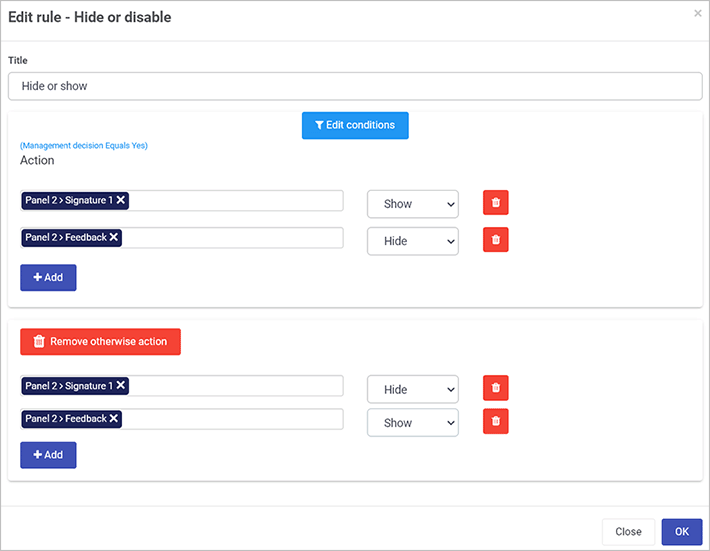 Edit rule - Hide or disable
×
Title
Hide or show
Edit conditions
(Management decision Equals Yes)
Action
Panel 2 > Signature 1 ✕ Show
Panel 2 > Feedback ✕ Hide
+ Add
Remove otherwise action
Panel 2 > Signature 1 ✕ Hide
Panel 2 > Feedback ✕ Show
+ Add
Close OK